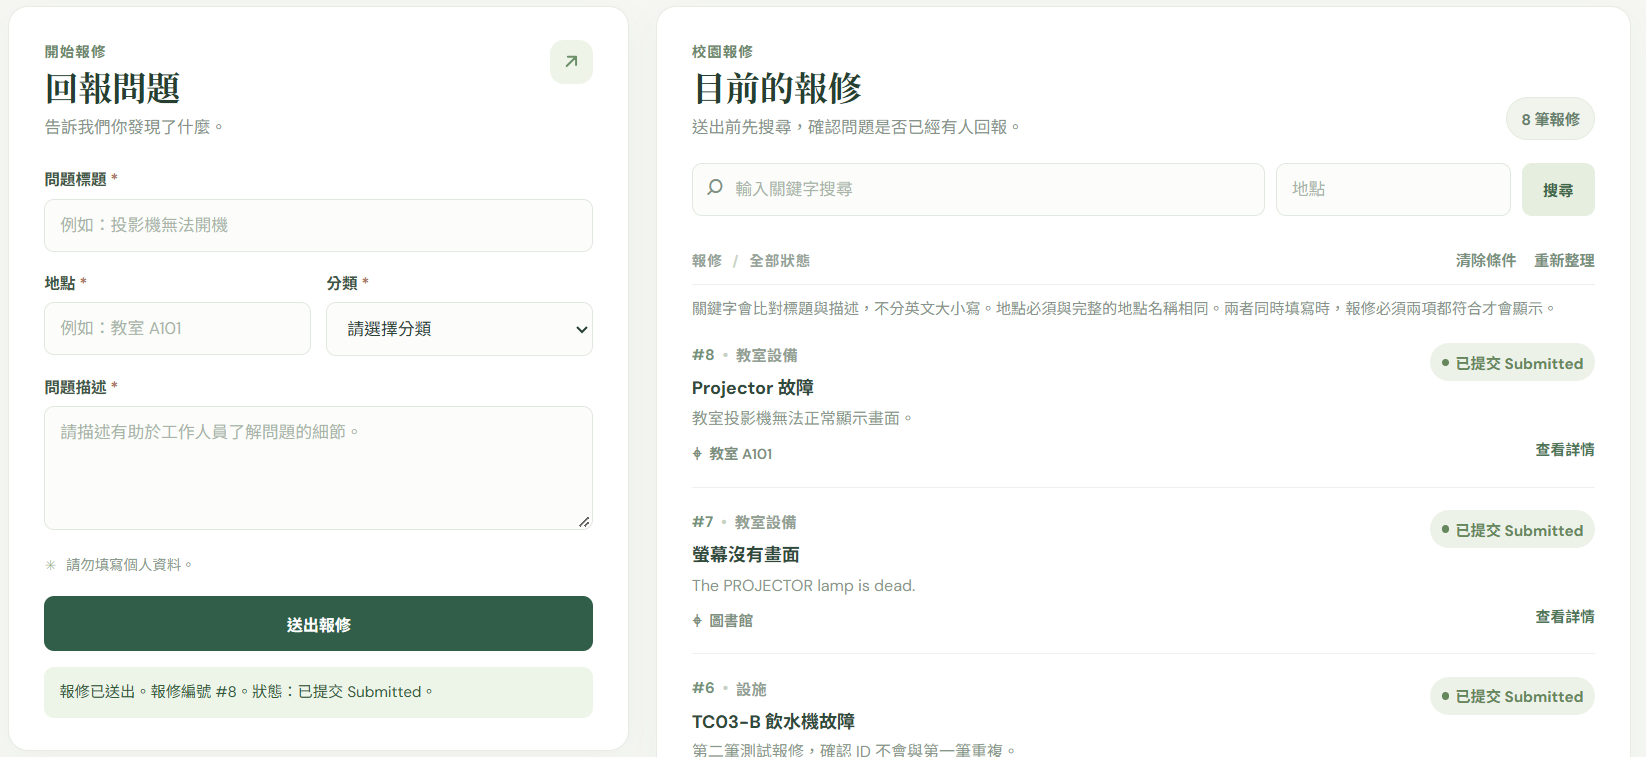 開始報修
回報問題
告訴我們你發現了什麼。
問題標題 *
例如：投影機無法開機
地點 *
分類 *
例如：教室 A101
請選擇分類
問題描述 *
請描述有助於工作人員了解問題的細節。
✳ 請勿填寫個人資料。
送出報修
報修已送出。報修編號 #8。狀態：已提交 Submitted。
校園報修
目前的報修
送出前先搜尋，確認問題是否已經有人回報。
8 筆報修
輸入關鍵字搜尋
地點
搜尋
報修 / 全部狀態
清除條件 重新整理
關鍵字會比對標題與描述，不分英文大小寫。地點必須與完整的地點名稱相同。兩者同時填寫時，報修必須兩項都符合才會顯示。
#8 • 教室設備
已提交 Submitted
Projector 故障
教室投影機無法正常顯示畫面。
教室 A101
查看詳情
#7 • 教室設備
已提交 Submitted
螢幕沒有畫面
The PROJECTOR lamp is dead.
圖書館
查看詳情
#6 • 設施
已提交 Submitted
TC03-B 飲水機故障
第二筆測試報修，確認 ID 不會與第一筆重複。